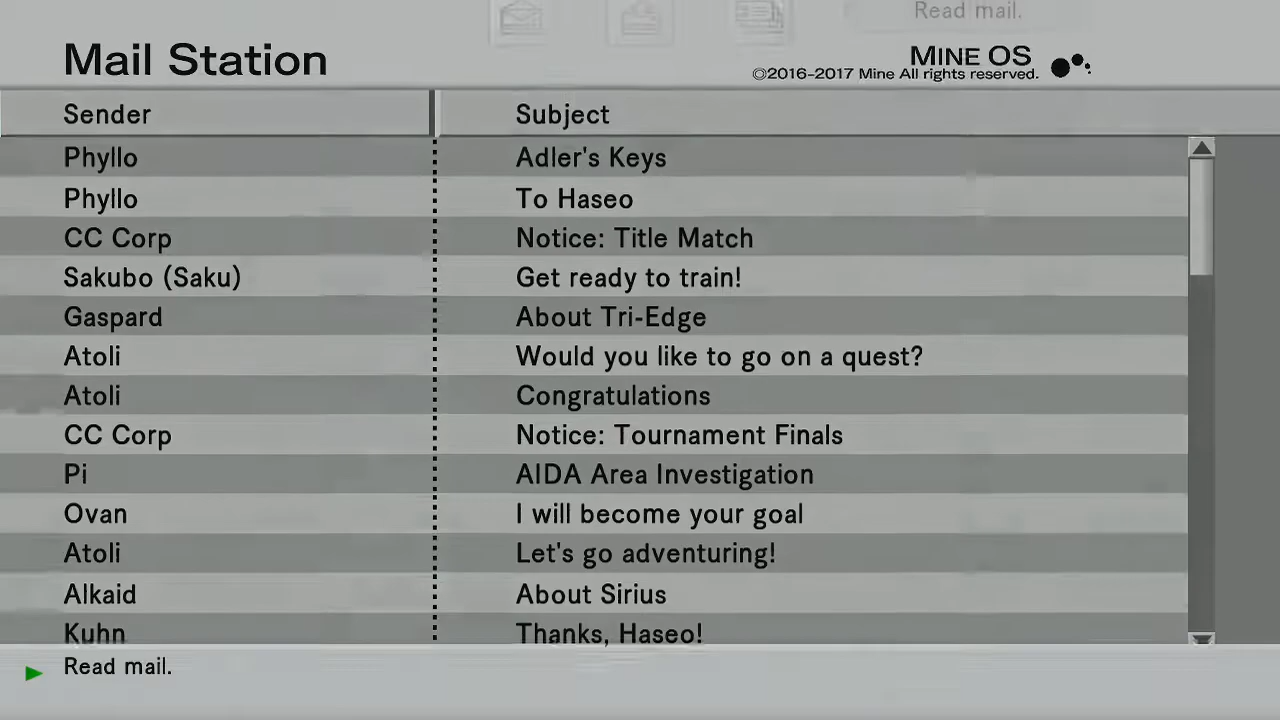 Read mail.
Mail Station
MINE OS
©2016-2017 Mine All rights reserved.
Sender Subject
Phyllo Adler's Keys
Phyllo To Haseo
CC Corp Notice: Title Match
Sakubo (Saku) Get ready to train!
Gaspard About Tri-Edge
Atoli Would you like to go on a quest?
Atoli Congratulations
CC Corp Notice: Tournament Finals
Pi AIDA Area Investigation
Ovan I will become your goal
Atoli Let's go adventuring!
Alkaid About Sirius
Kuhn Thanks, Haseo!
Read mail.